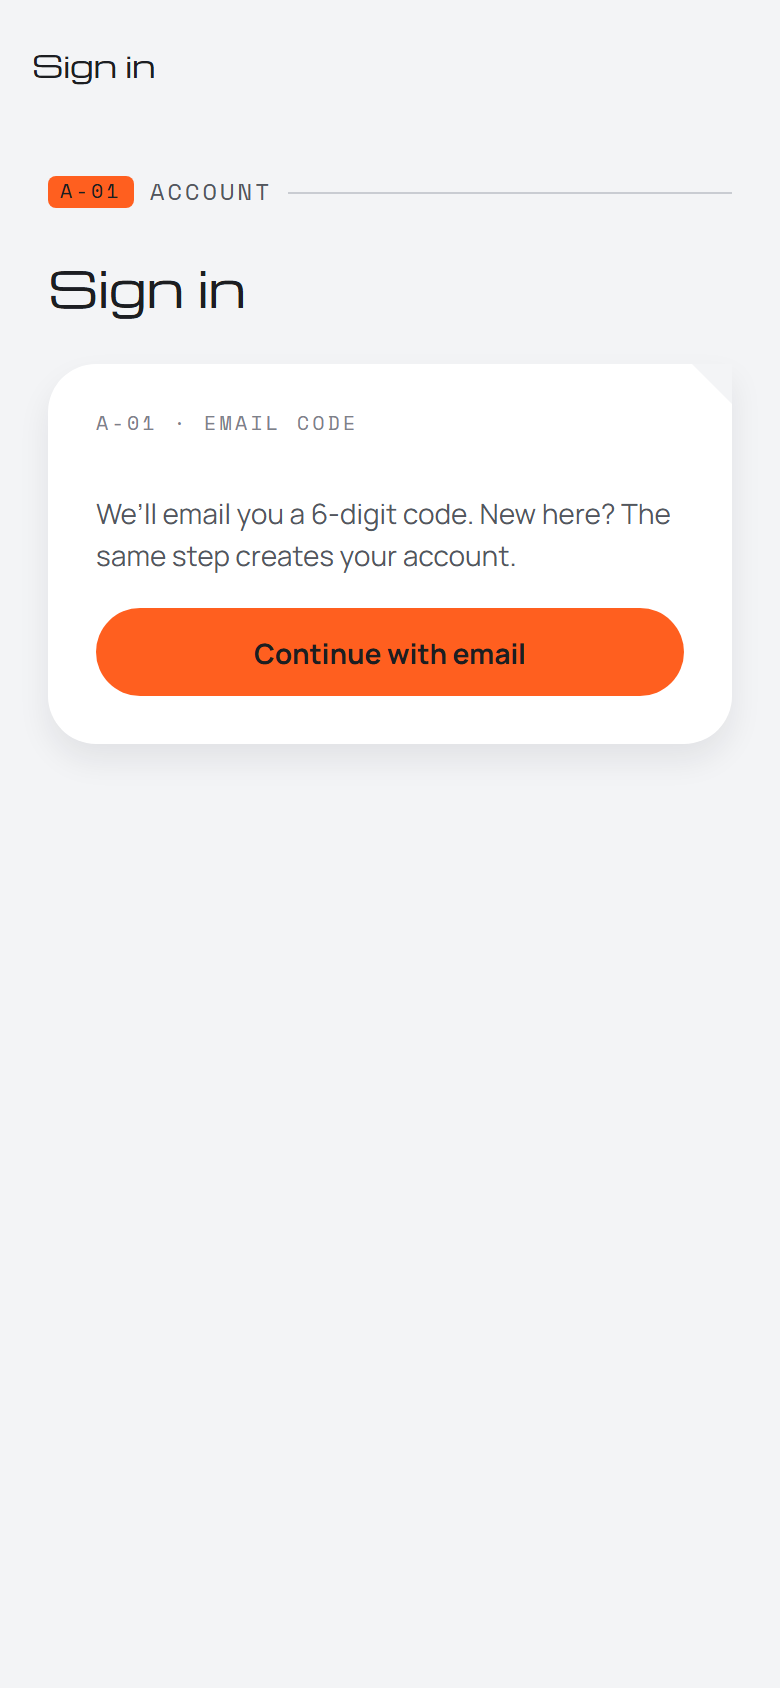 Sign in
A-01 ACCOUNT
Sign in
A-01 · EMAIL CODE
We’ll email you a 6-digit code. New here? The
same step creates your account.
Continue with email